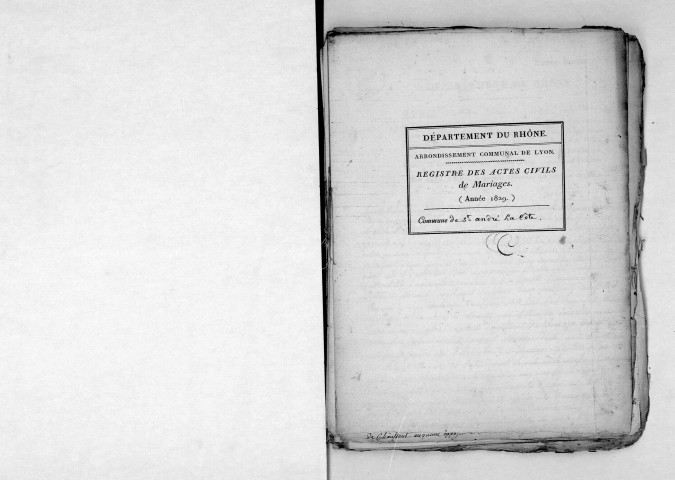 DÉPARTEMENT DU RHÔNE.
ARRONDISSEMENT COMMUNAL DE LYON.
REGISTRE DES ACTES CIVILS
de Mariages.
( Année 1829. )
Commune de St. andré La Côte.